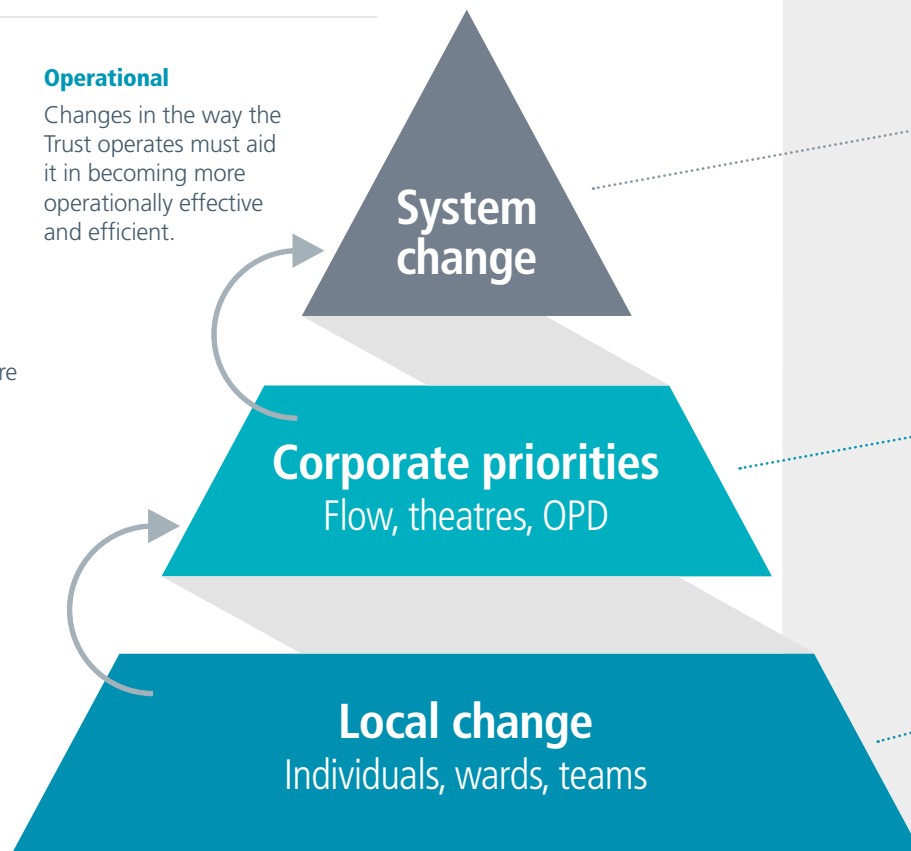 Operational
Changes in the way the
Trust operates must aid
it in becoming more
operationally effective
and efficient.
re
System
change
Corporate priorities
Flow, theatres, OPD
Local change
Individuals, wards, teams